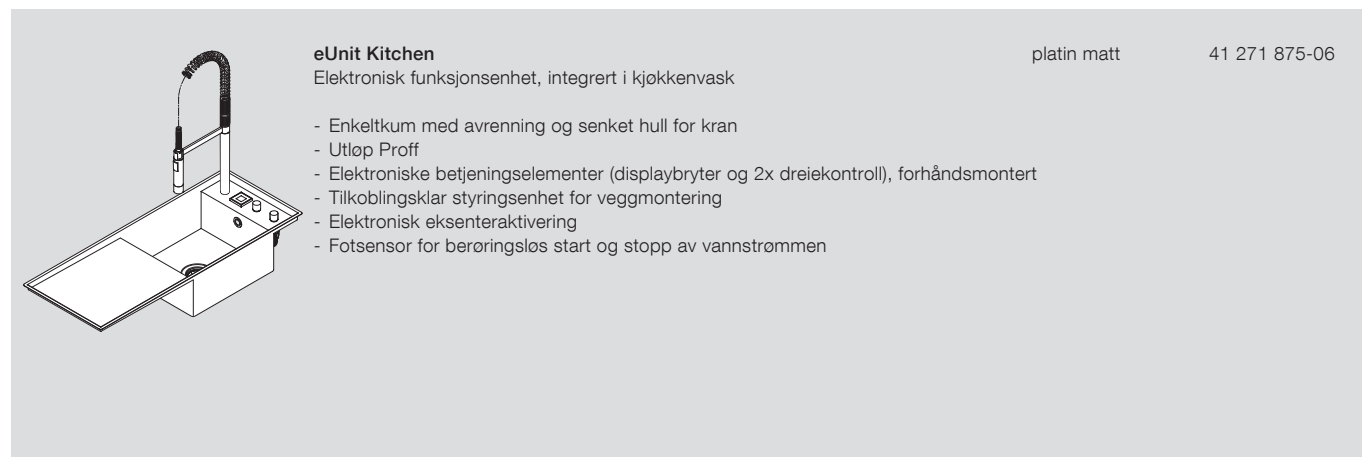 eUnit Kitchen platin matt 41 271 875-06
Elektronisk funksjonsenhet, integrert i kjøkkenvask
- Enkeltkum med avrenning og senket hull for kran
- Utløp Proff
- Elektroniske betjeningselementer (displaybryter og 2x dreiekontroll), forhåndsmontert
- Tilkoblingsklar styringsenhet for veggmontering
- Elektronisk eksenteraktivering
- Fotsensor for berøringsløs start og stopp av vannstrømmen